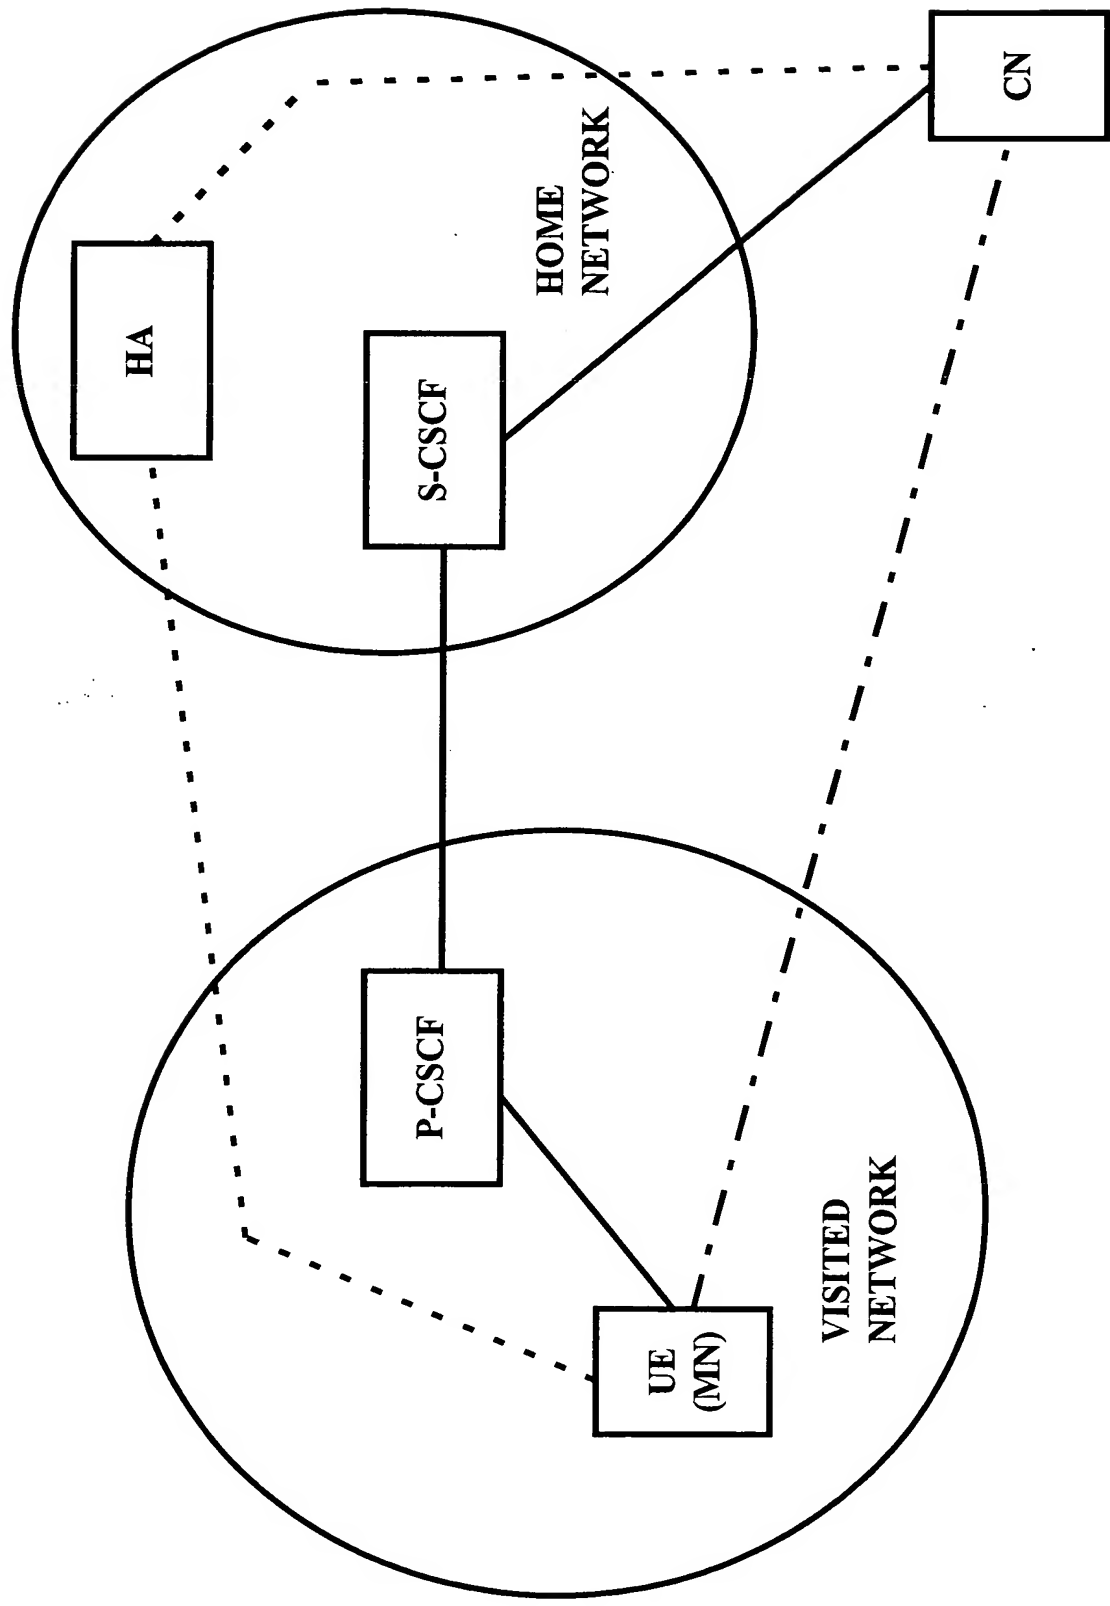 HA
S-CSCF
HOME
NETWORK
CN
P-CSCF
UE
(MN)
VISITED
NETWORK